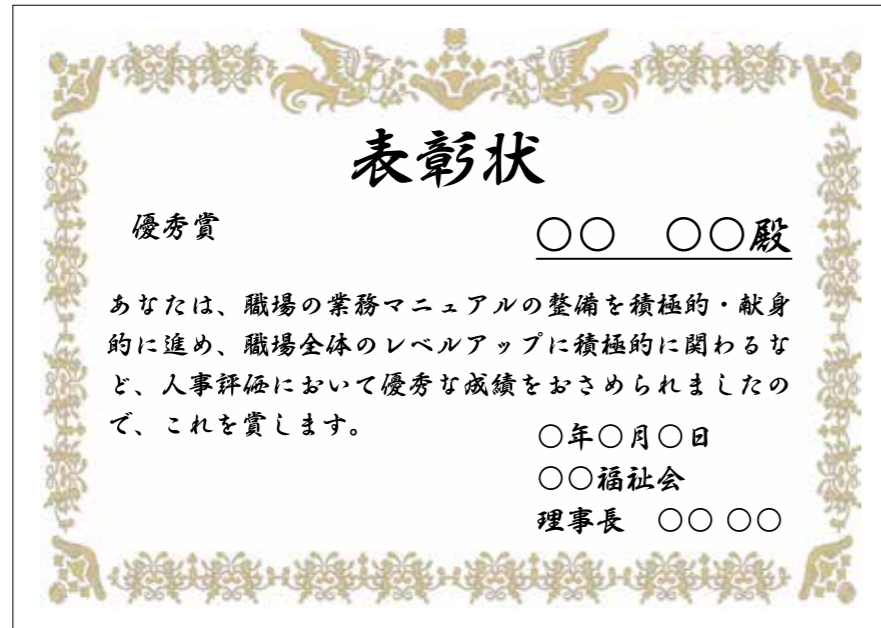 表彰状
優秀賞
○○　○○殿
あなたは、職場の業務マニュアルの整備を積極的・献身
的に進め、職場全体のレベルアップに積極的に関わるな
ど、人事評価において優秀な成績をおさめられましたの
で、これを賞します。
○年○月○日
○○福祉会
理事長　○○ ○○